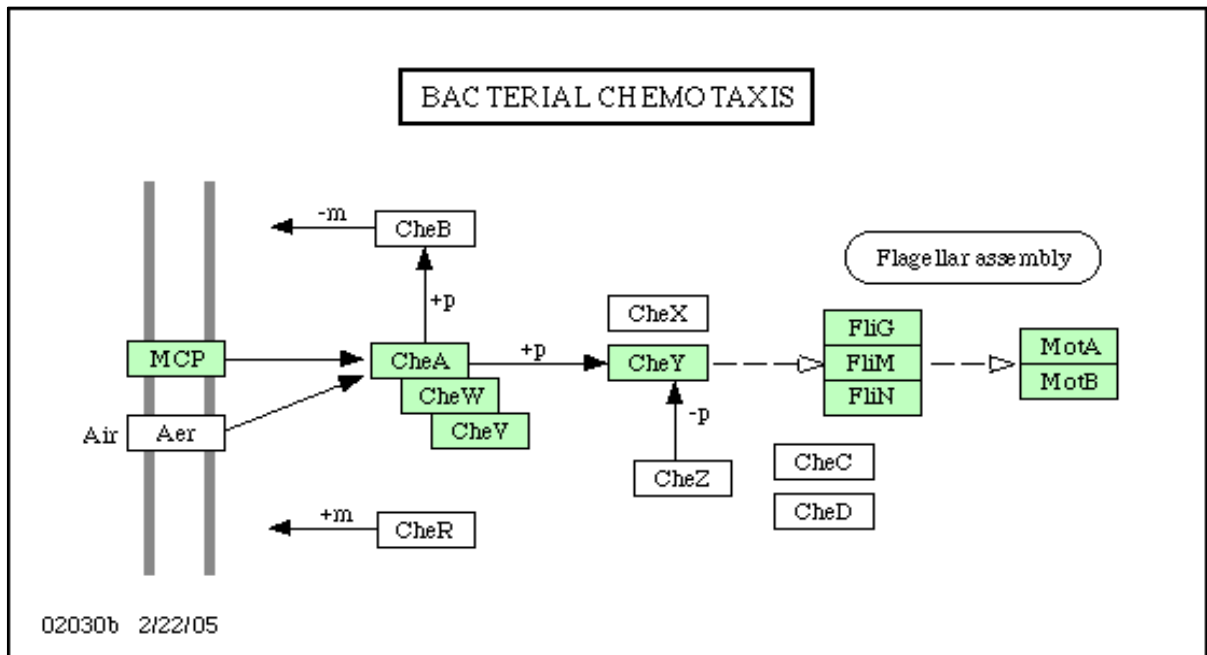 BACTERIAL CHEMOTAXIS
-m
CheB
Flagellar assembly
+p
CheX
FliG
MCP
CheA
+p
CheY
FliM
MotA
CheW
FliN
MotB
CheV
-p
Air
Aer
CheZ
CheC
CheD
+m
CheR
02030b 2/22/05